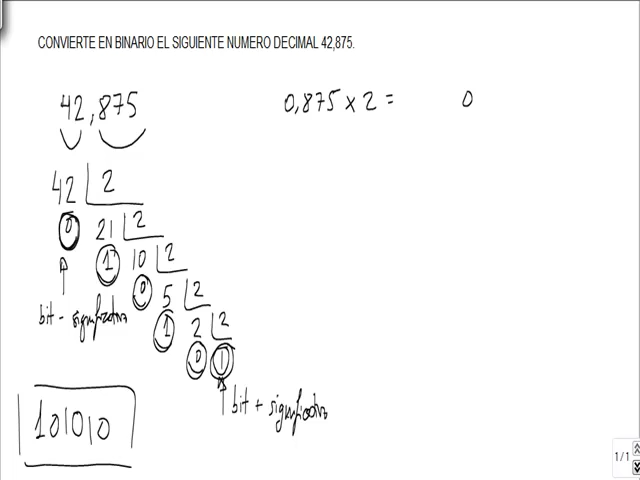 CONVIERTE EN BINARIO EL SIGUIENTE NUMERO DECIMAL 42,875.
42,875
0,875 x 2 = 0
42 2
0 21 2
1 10 2
0 5 2
1 2 2
0 1
bit - significativo
bit + significativo
101010
1/1